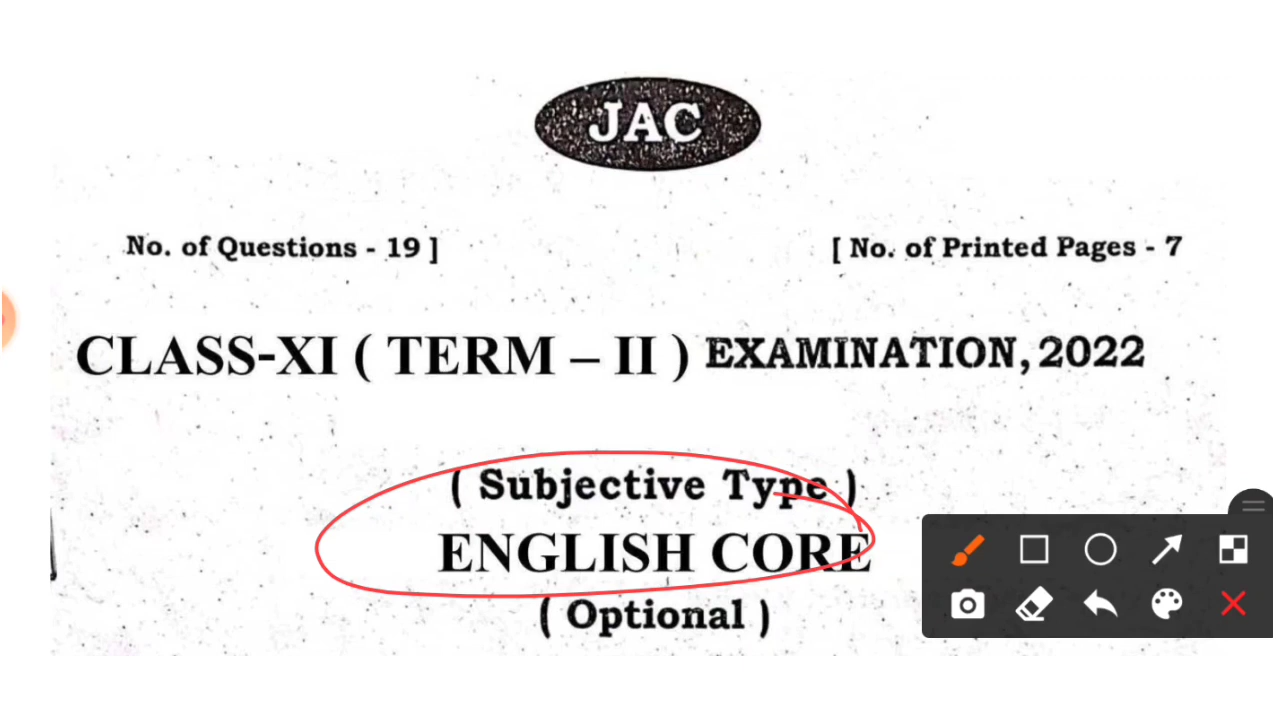 JAC
No. of Questions - 19 ] [ No. of Printed Pages - 7
CLASS-XI ( TERM – II ) EXAMINATION, 2022
( Subjective Type )
ENGLISH CORE
( Optional )